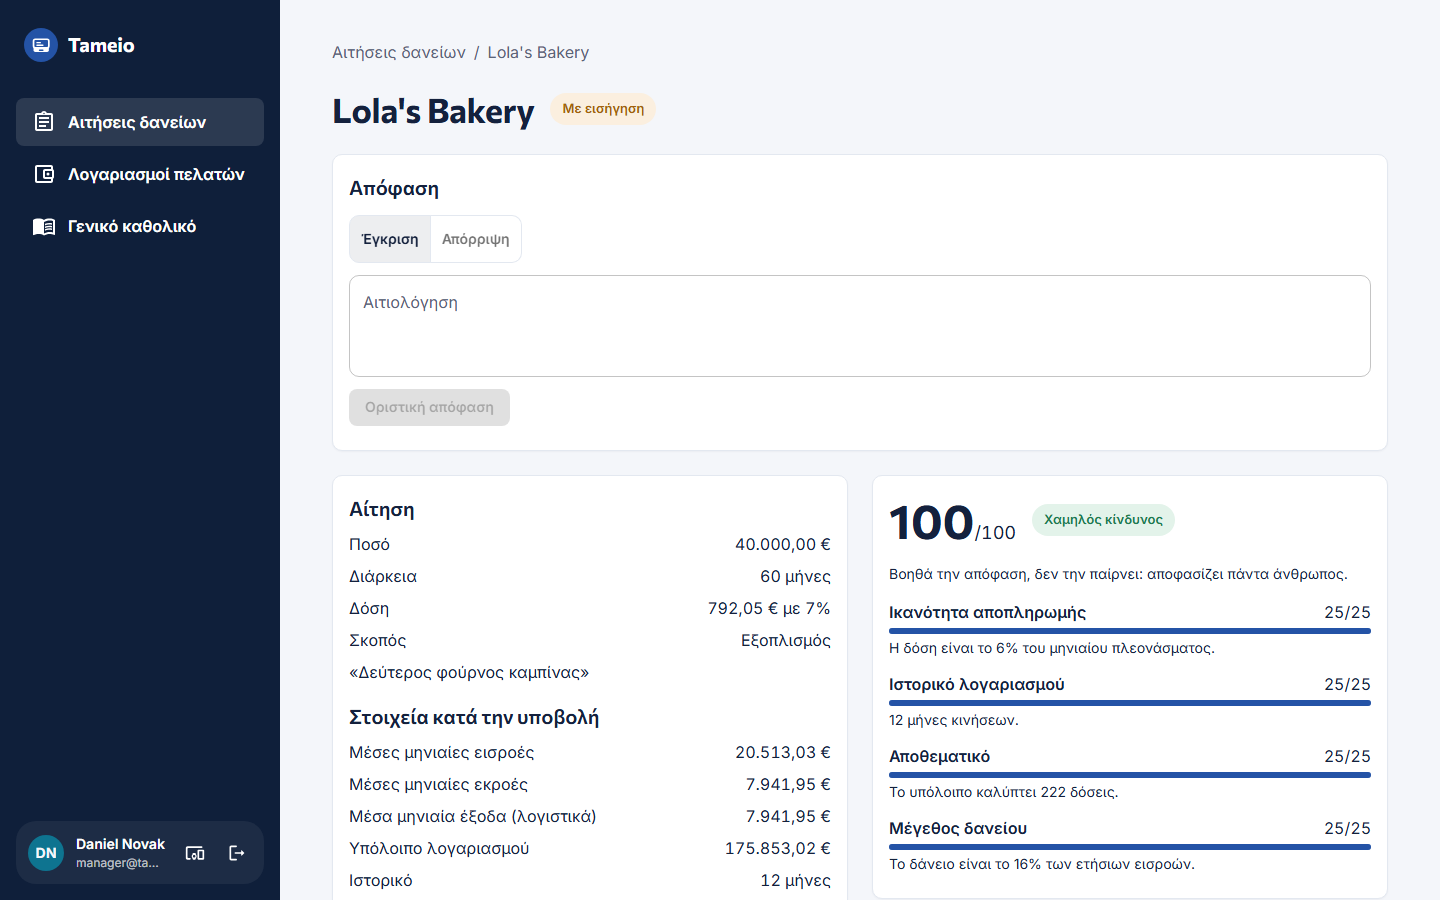 Tameio
Αιτήσεις δανείων
Λογαριασμοί πελατών
Γενικό καθολικό
DN
Daniel Novak
manager@ta...
Αιτήσεις δανείων / Lola's Bakery
Lola's Bakery
Με εισήγηση
Απόφαση
Έγκριση
Απόρριψη
Αιτιολόγηση
Οριστική απόφαση
Αίτηση
Ποσό 40.000,00 €
Διάρκεια 60 μήνες
Δόση 792,05 € με 7%
Σκοπός Εξοπλισμός
«Δεύτερος φούρνος καμπίνας»
Στοιχεία κατά την υποβολή
Μέσες μηνιαίες εισροές 20.513,03 €
Μέσες μηνιαίες εκροές 7.941,95 €
Μέσα μηνιαία έξοδα (λογιστικά) 7.941,95 €
Υπόλοιπο λογαριασμού 175.853,02 €
Ιστορικό 12 μήνες
100/100
Χαμηλός κίνδυνος
Βοηθά την απόφαση, δεν την παίρνει: αποφασίζει πάντα άνθρωπος.
Ικανότητα αποπληρωμής 25/25
Η δόση είναι το 6% του μηνιαίου πλεονάσματος.
Ιστορικό λογαριασμού 25/25
12 μήνες κινήσεων.
Αποθεματικό 25/25
Το υπόλοιπο καλύπτει 222 δόσεις.
Μέγεθος δανείου 25/25
Το δάνειο είναι το 16% των ετήσιων εισροών.